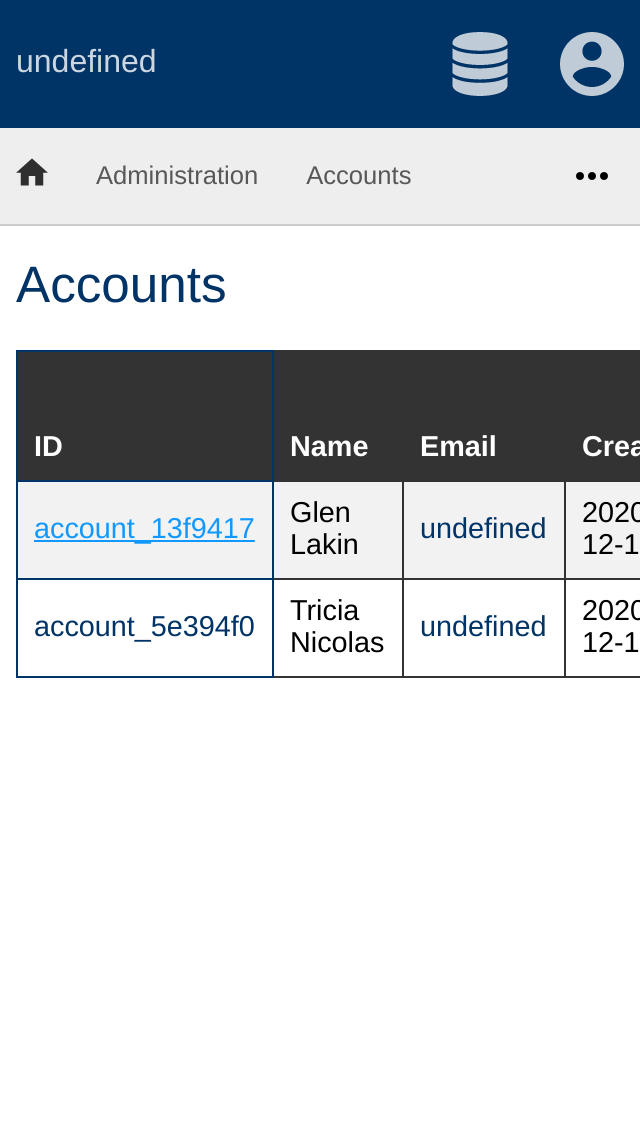 undefined
Administration Accounts
Accounts
ID Name Email Crea
account_13f9417 Glen Lakin undefined 2020 12-1
account_5e394f0 Tricia Nicolas undefined 2020 12-1